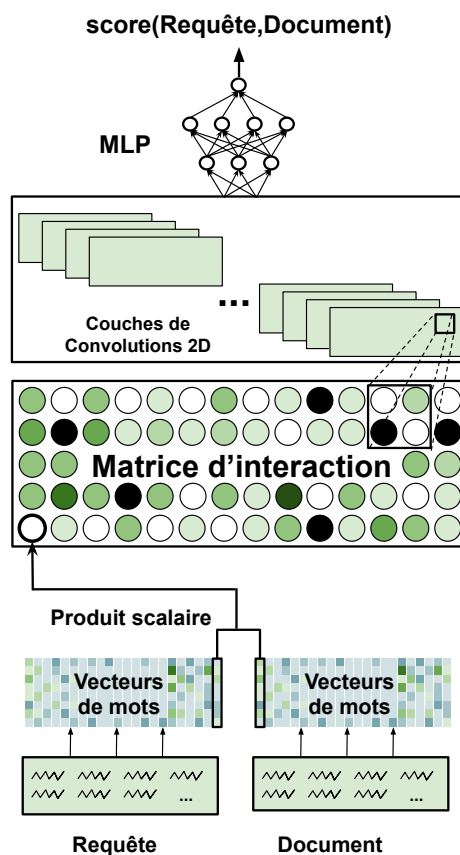 score(Requête,Document)
MLP
...
Couches de
Convolutions 2D
Matrice d'interaction
Produit scalaire
Vecteurs
de mots
Vecteurs
de mots
...
...
Requête
Document